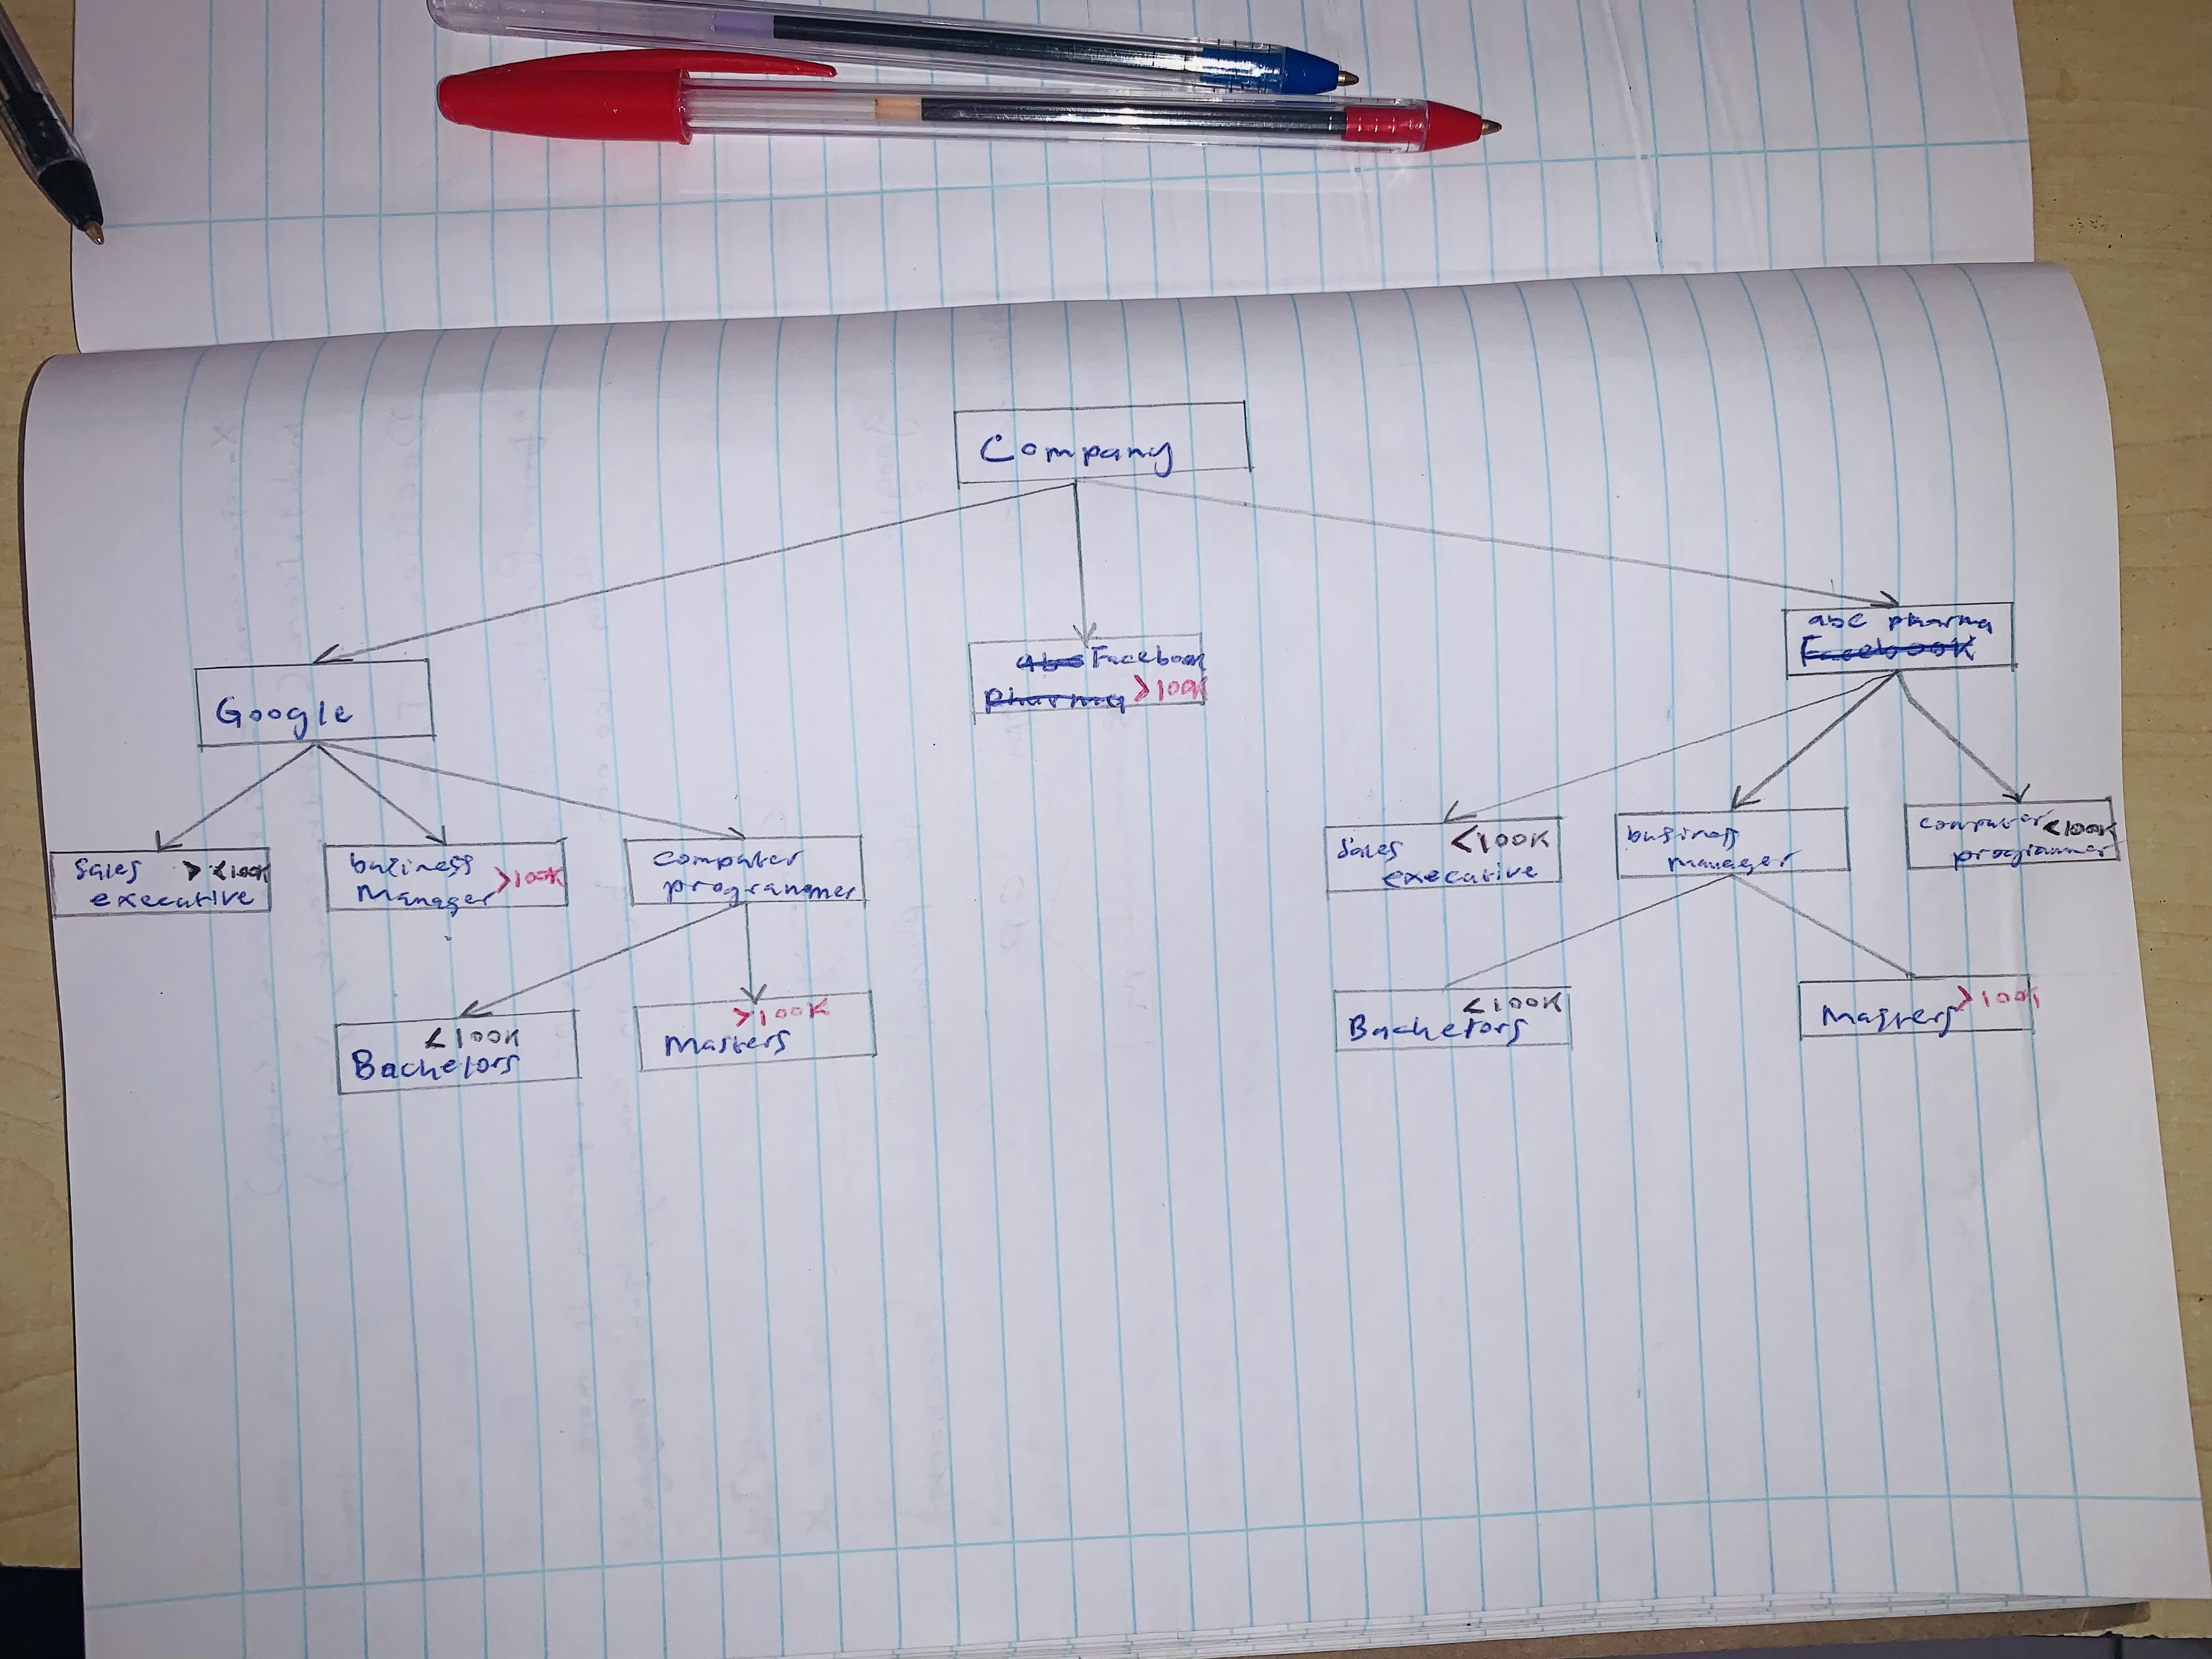 Company
Google
abc Facebook
pharma >100K
abc pharma
Facebook
sales > <100K
executive
business
Manager >100K
computer
programmer
<100K
Bachelors
>100K
Masters
Sales <100K
executive
business
manager
computer <100K
programmer
<100K
Bachelors
Masters >100K